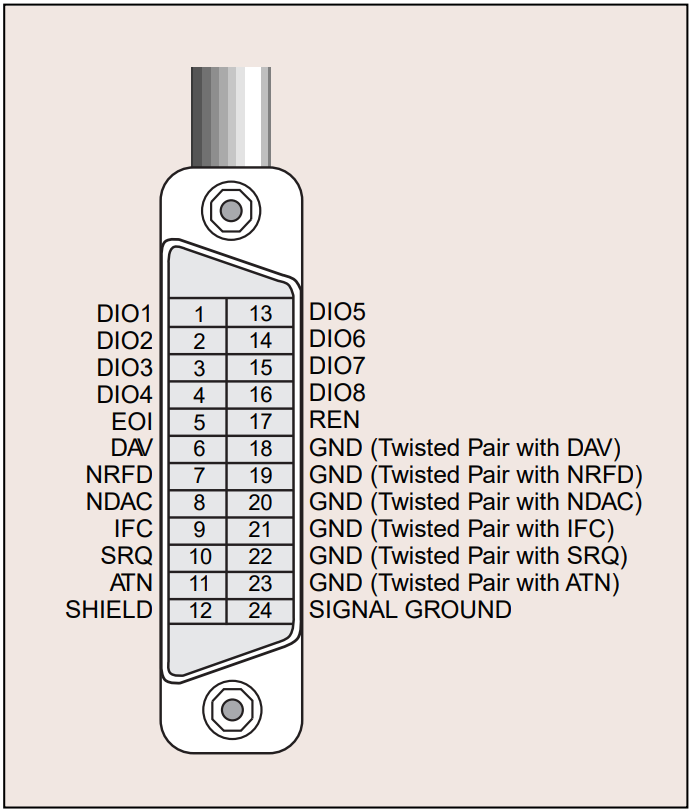 DIO1 1 13 DIO5
DIO2 2 14 DIO6
DIO3 3 15 DIO7
DIO4 4 16 DIO8
EOI 5 17 REN
DAV 6 18 GND (Twisted Pair with DAV)
NRFD 7 19 GND (Twisted Pair with NRFD)
NDAC 8 20 GND (Twisted Pair with NDAC)
IFC 9 21 GND (Twisted Pair with IFC)
SRQ 10 22 GND (Twisted Pair with SRQ)
ATN 11 23 GND (Twisted Pair with ATN)
SHIELD 12 24 SIGNAL GROUND